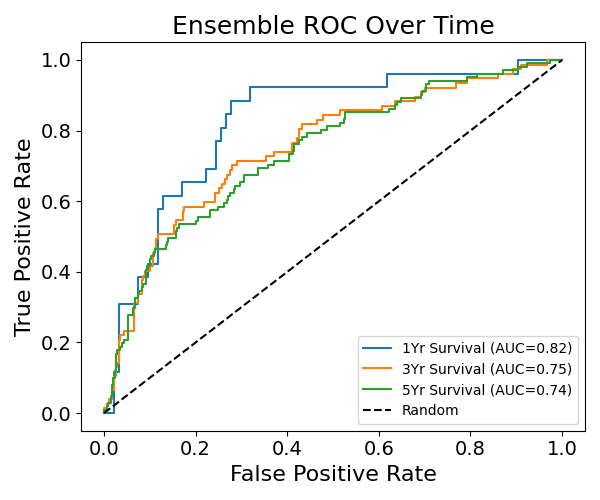 Ensemble ROC Over Time
True Positive Rate
1.0
0.8
0.6
0.4
0.2
0.0
0.0 0.2 0.4 0.6 0.8 1.0
False Positive Rate
1Yr Survival (AUC=0.82)
3Yr Survival (AUC=0.75)
5Yr Survival (AUC=0.74)
Random